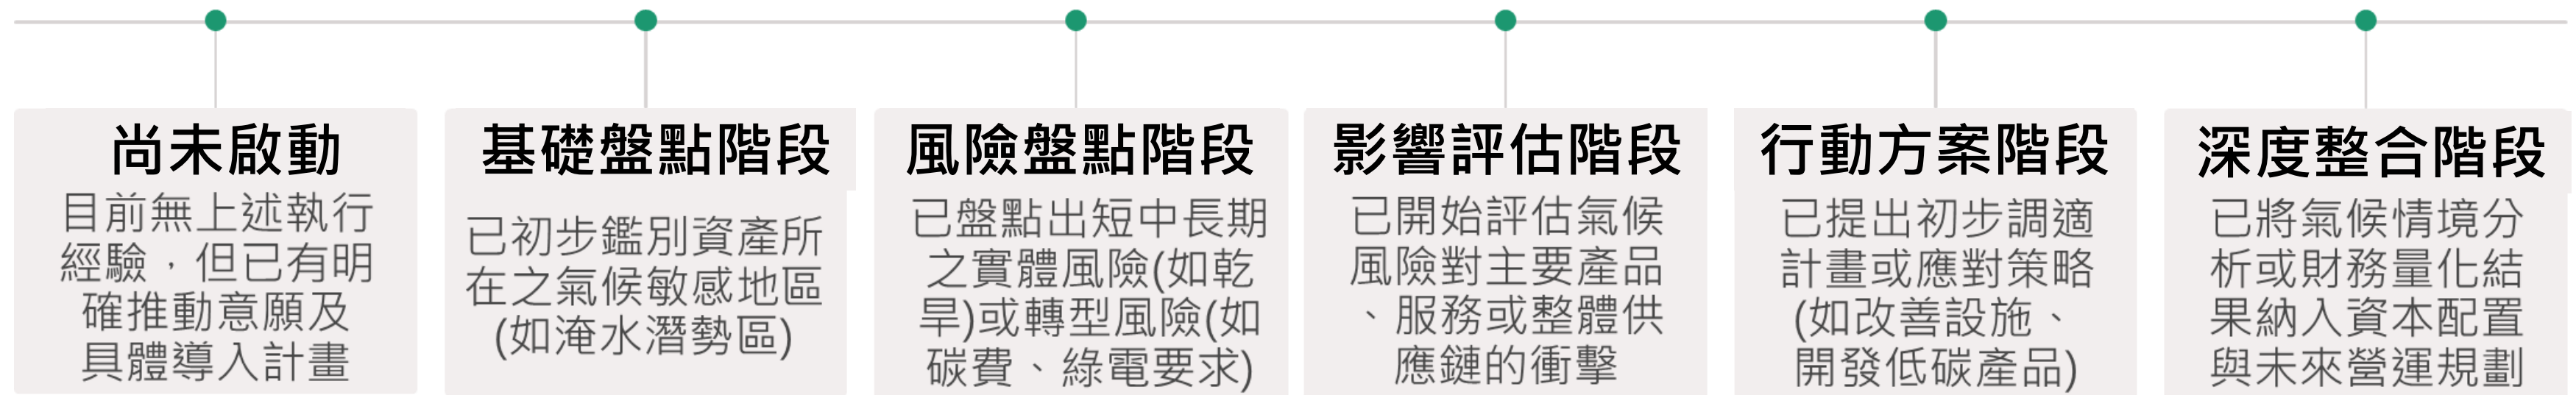 尚未啟動
目前無上述執行
經驗，但已有明
確推動意願及
具體導入計畫
基礎盤點階段
已初步鑑別資產所
在之氣候敏感地區
(如淹水潛勢區)
風險盤點階段
已盤點出短中長期
之實體風險(如乾
旱)或轉型風險(如
碳費、綠電要求)
影響評估階段
已開始評估氣候
風險對主要產品
、服務或整體供
應鏈的衝擊
行動方案階段
已提出初步調適
計畫或應對策略
(如改善設施、
開發低碳產品)
深度整合階段
已將氣候情境分
析或財務量化結
果納入資本配置
與未來營運規劃